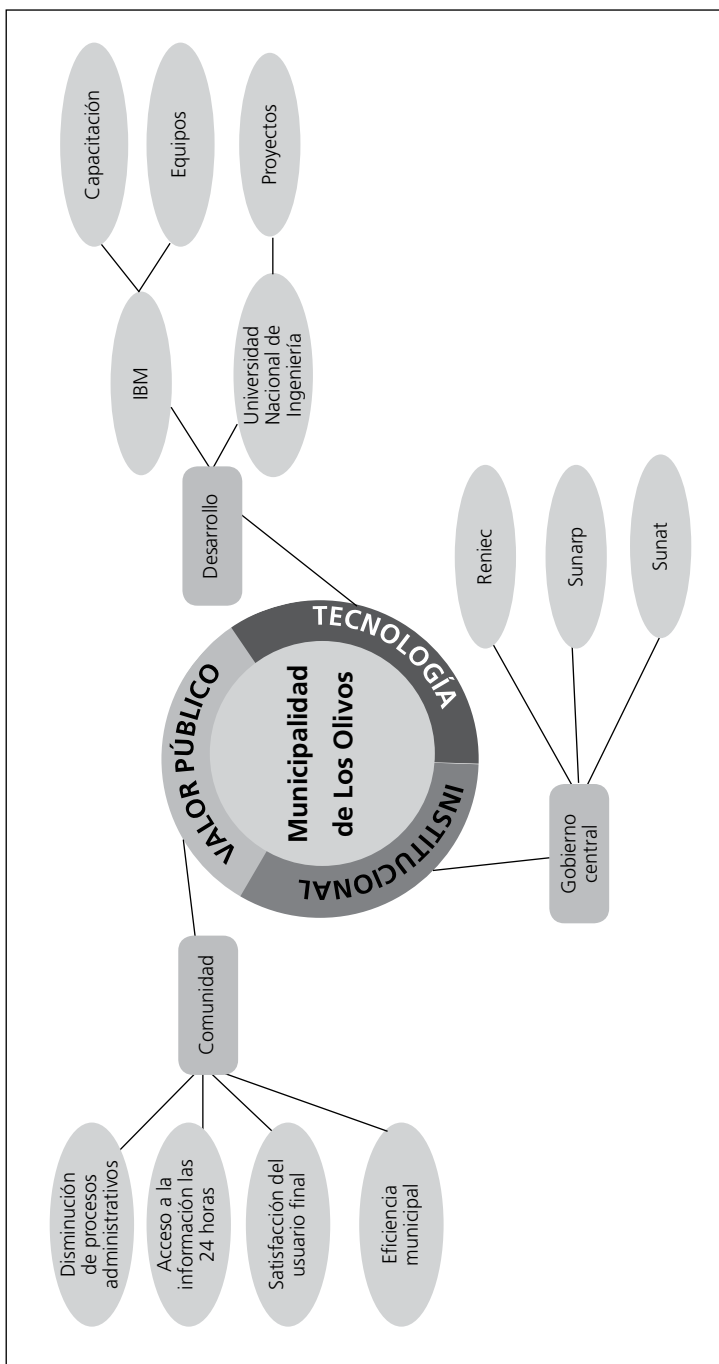 Disminución
de procesos
administrativos
Acceso a la
información las
24 horas
Satisfacción del
usuario final
Eficiencia
municipal
Comunidad
VALOR PÚBLICO
TECNOLOGÍA
INSTITUCIONAL
Municipalidad
de Los Olivos
Desarrollo
IBM
Universidad
Nacional de
Ingeniería
Capacitación
Equipos
Proyectos
Gobierno
central
Reniec
Sunarp
Sunat